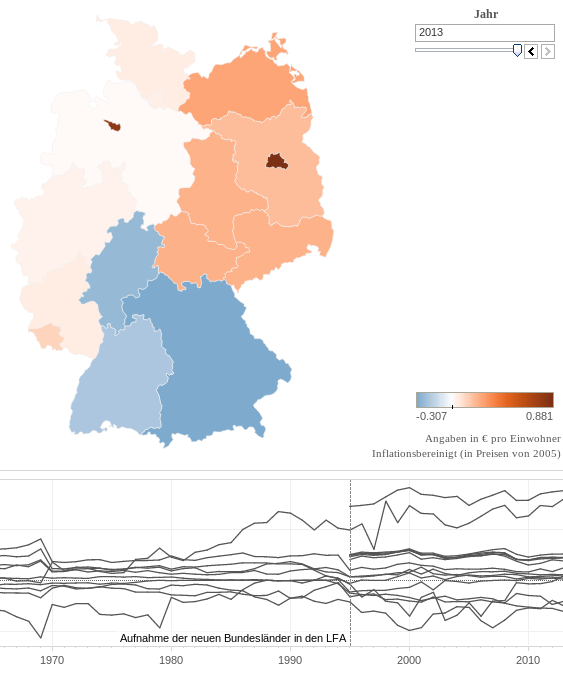 Jahr
2013
-0.307 0.881
Angaben in € pro Einwohner
Inflationsbereinigt (in Preisen von 2005)
Aufnahme der neuen Bundesländer in den LFA
1970 1980 1990 2000 2010